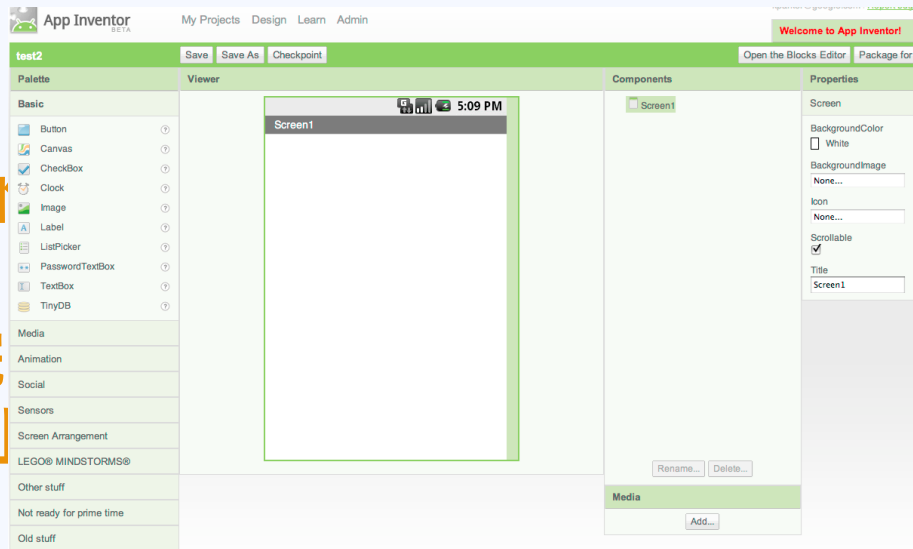 App Inventor
BETA
My Projects Design Learn Admin
Welcome to App Inventor!
test2
Save Save As Checkpoint
Open the Blocks Editor Package for
Palette
Viewer
Components
Properties
Basic
Button
Canvas
CheckBox
Clock
Image
Label
ListPicker
PasswordTextBox
TextBox
TinyDB
Media
Animation
Social
Sensors
Screen Arrangement
LEGO® MINDSTORMS®
Other stuff
Not ready for prime time
Old stuff
5:09 PM
Screen1
Screen1
Rename... Delete...
Media
Add...
Screen
BackgroundColor
White
BackgroundImage
None...
Icon
None...
Scrollable
Title
Screen1